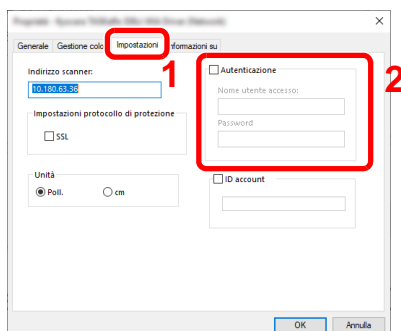 Generale Gestione colo Impostazioni nformazioni su
1
2
Indirizzo scanner:
10.180.63.36
Impostazioni protocollo di protezione
SSL
Unità
Poll. cm
Autenticazione
Nome utente accesso:
Password
ID account
OK Annulla